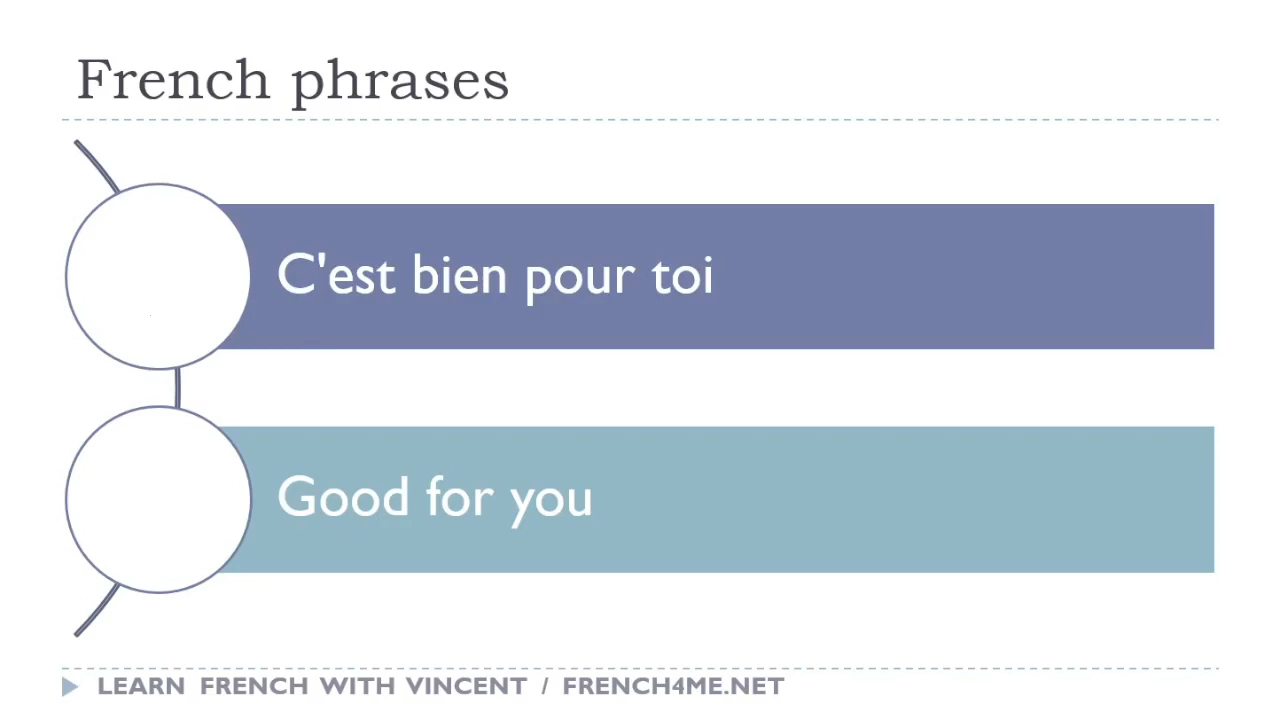 French phrases
C'est bien pour toi
Good for you
LEARN FRENCH WITH VINCENT / FRENCH4ME.NET